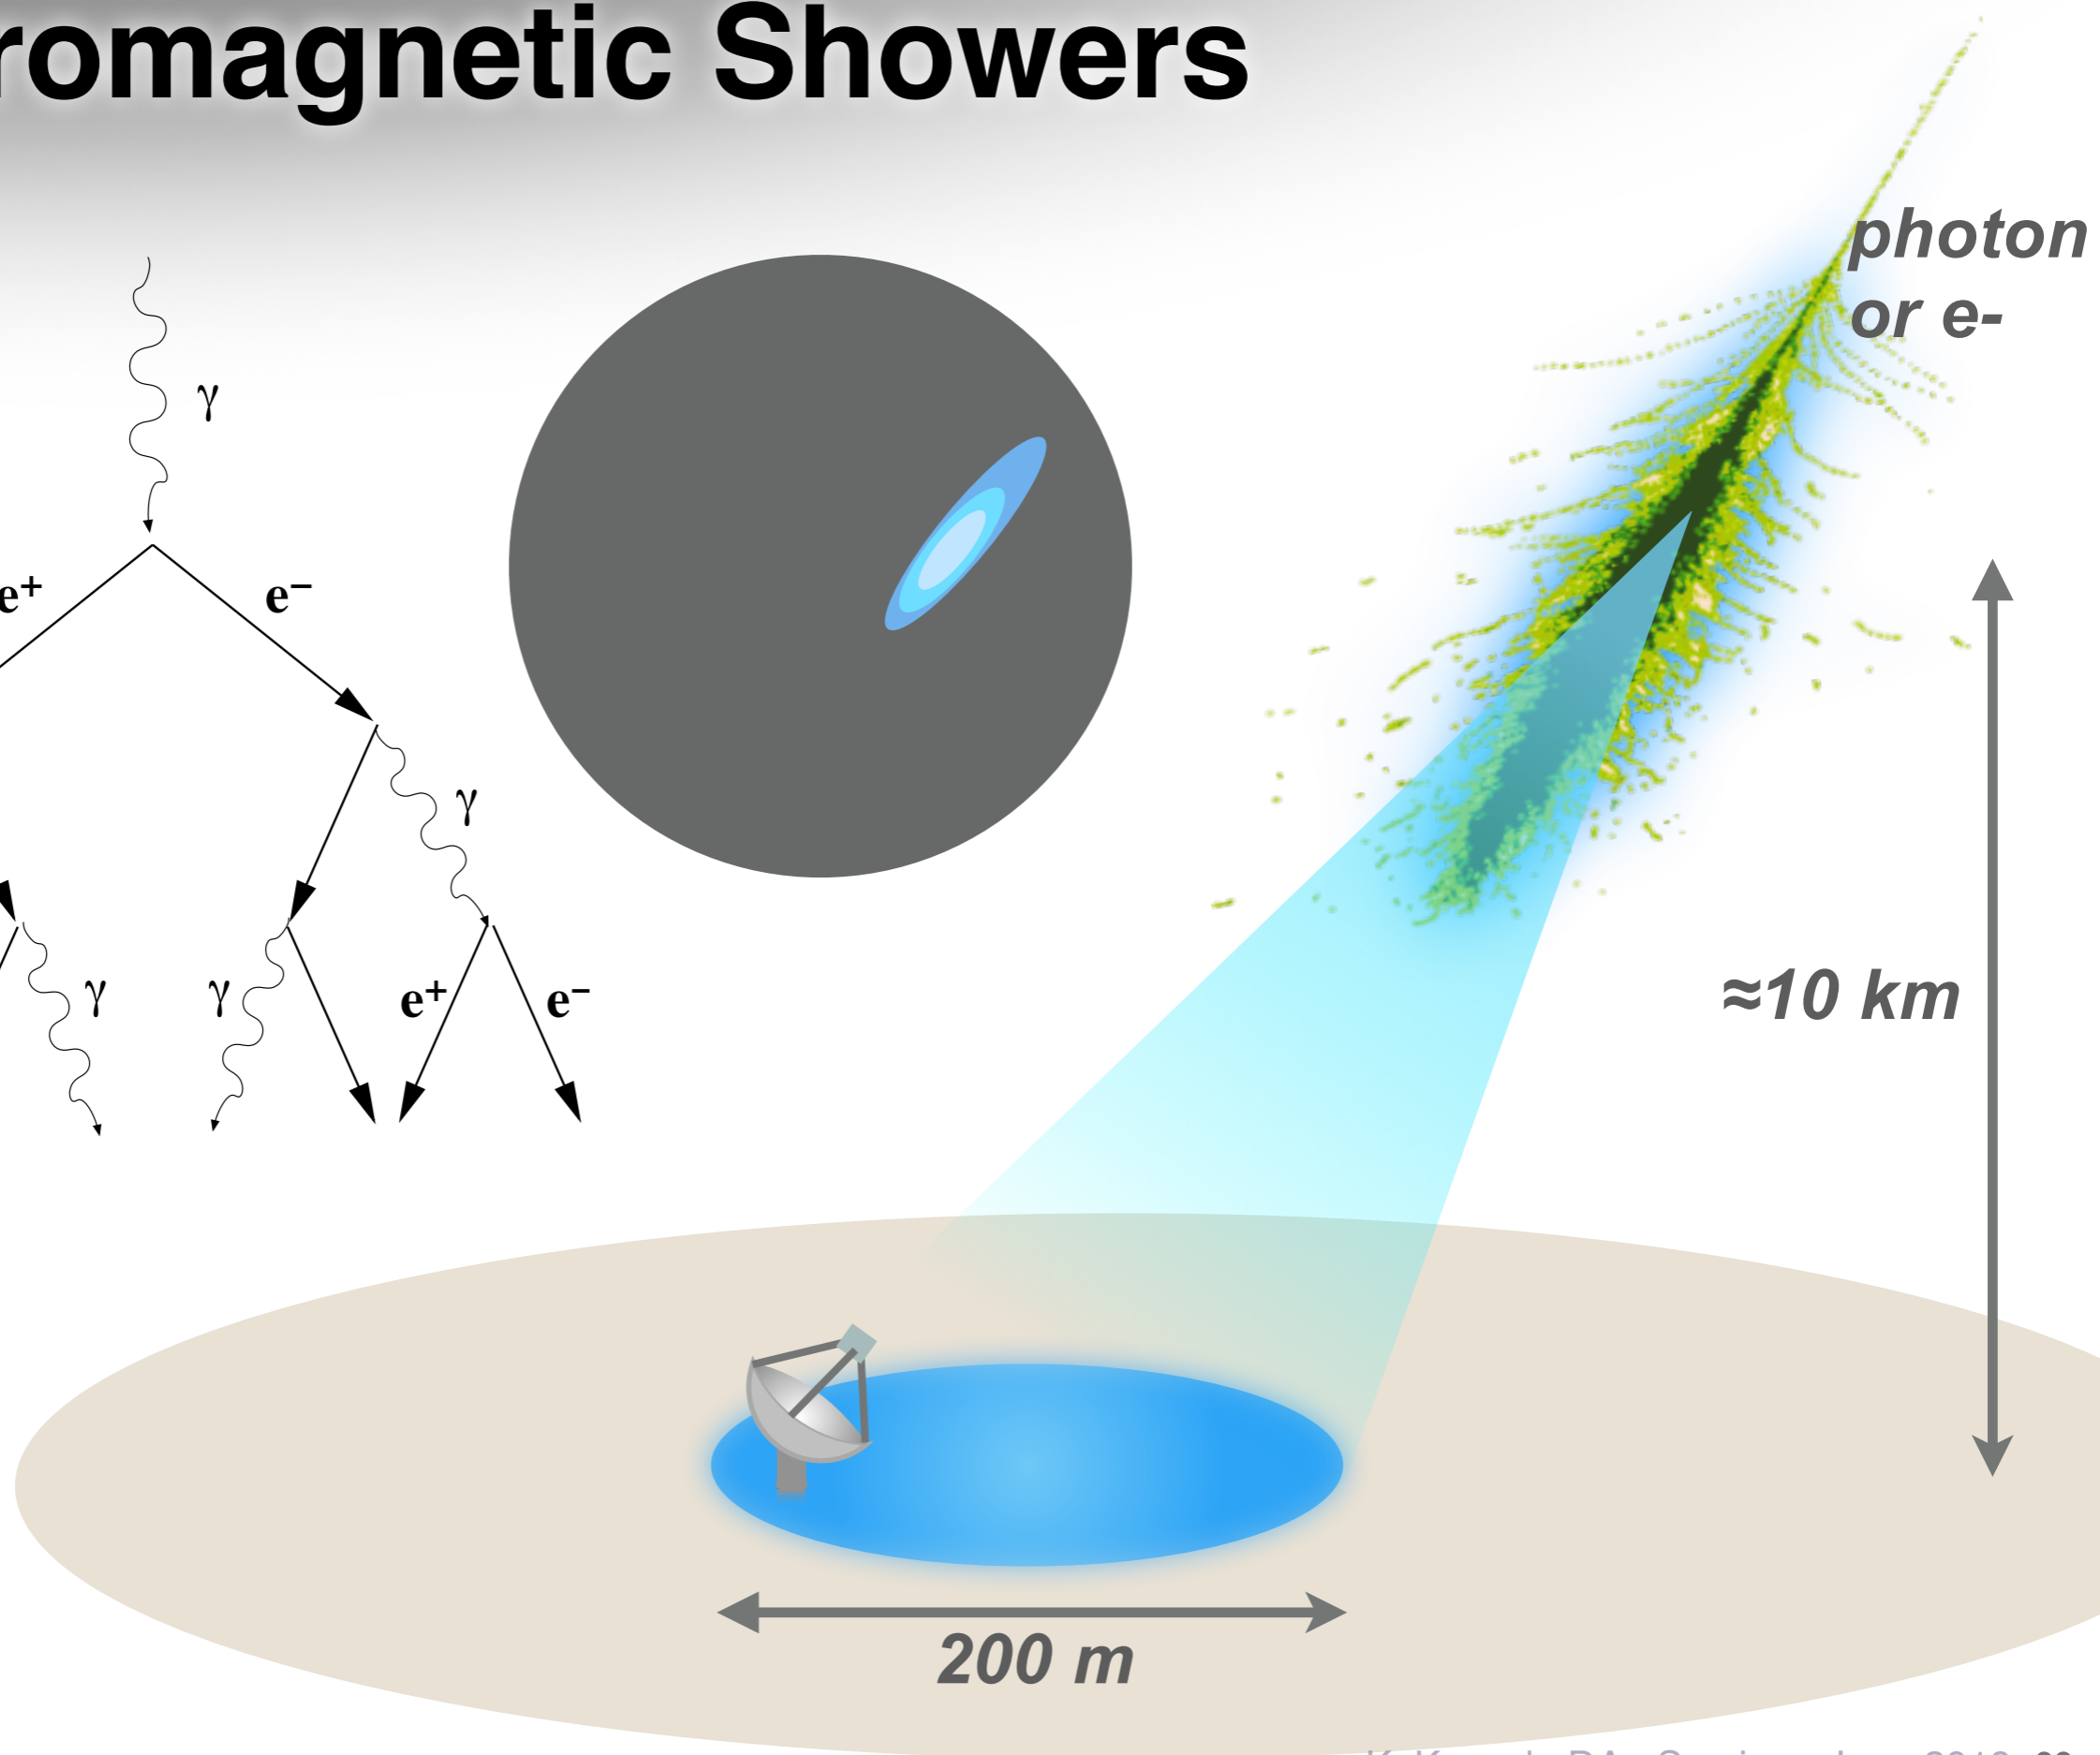 romagnetic Showers
photon
or e-
γ
e⁺
e⁻
γ
γ
γ
e⁺
e⁻
≈10 km
200 m